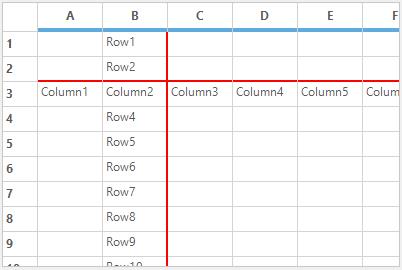 A B C D E F
1 Row1
2 Row2
3 Column1 Column2 Column3 Column4 Column5 Colum
4 Row4
5 Row5
6 Row6
7 Row7
8 Row8
9 Row9
10 Row10